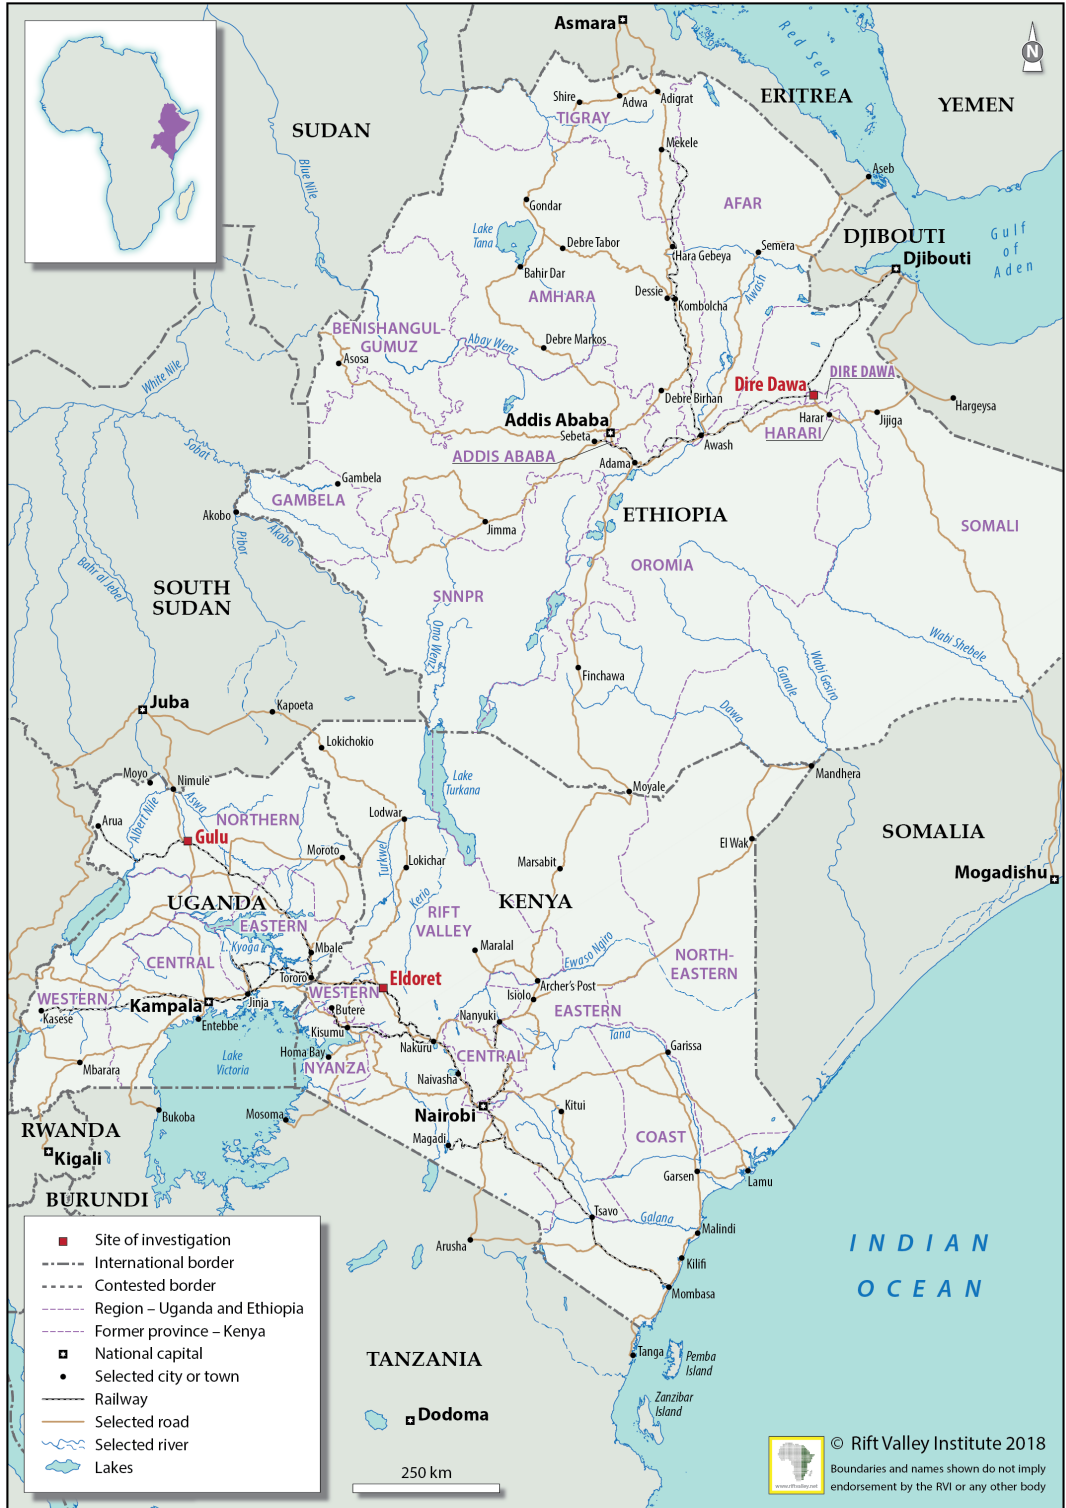 Asmara
N
Red Sea
ERITREA
YEMEN
SUDAN
Shire
Adwa
Adigrat
TIGRAY
Mekele
Blue Nile
Aseb
AFAR
Gondar
Lake
Tana
Debre Tabor
Semera
Hara Gebeya
DJIBOUTI
Djibouti
Gulf
of
Aden
Bahir Dar
AMHARA
Dessie
Kombolcha
Awash
BENISHANGUL-
GUMUZ
Abay Wenz
Debre Markos
Asosa
White Nile
DIRE DAWA
Dire Dawa
Debre Birhan
Hargeysa
Addis Ababa
Sebeta
Harar
Jijiga
HARARI
Awash
ADDIS ABABA
Adama
Sobat
Gambela
GAMBELA
Akobo
Akobo
Pibor
Jimma
ETHIOPIA
SOMALI
OROMIA
Bahr al Jebel
SOUTH
SUDAN
SNNPR
Omo Wenz
Wabi Shebele
Wabi Gesiro
Ganale
Finchawa
Dawa
Juba
Kapoeta
Lokichokio
Moyo
Nimule
Lake
Turkana
Mandhera
Moyale
Aswa
Albert Nile
Arua
NORTHERN
Gulu
Lodwar
SOMALIA
El Wak
Moroto
Turkwel
Lokichar
Marsabit
Mogadishu
Kerio
UGANDA
KENYA
RIFT
VALLEY
EASTERN
L. Kyoga
Mbale
Maralal
Ewaso Ngiro
NORTH-
EASTERN
CENTRAL
Tororo
Eldoret
Archer's Post
WESTERN
WESTERN
Isiolo
Kampala
Jinja
Butere
EASTERN
Kasese
Entebbe
Kisumu
Nanyuki
Tana
Nakuru
CENTRAL
Garissa
Homa Bay
Lake
Victoria
NYANZA
Mbarara
Naivasha
Bukoba
Mosoma
Nairobi
Kitui
RWANDA
Magadi
COAST
Kigali
Garsen
Lamu
BURUNDI
Tsavo
Galana
Malindi
Arusha
Kilifi
INDIAN
OCEAN
Mombasa
Tanga
Pemba
Island
TANZANIA
Zanzibar
Island
Dodoma
Site of investigation
International border
Contested border
Region – Uganda and Ethiopia
Former province – Kenya
National capital
Selected city or town
Railway
Selected road
Selected river
Lakes
250 km
www.riftvalley.net
© Rift Valley Institute 2018
Boundaries and names shown do not imply
endorsement by the RVI or any other body